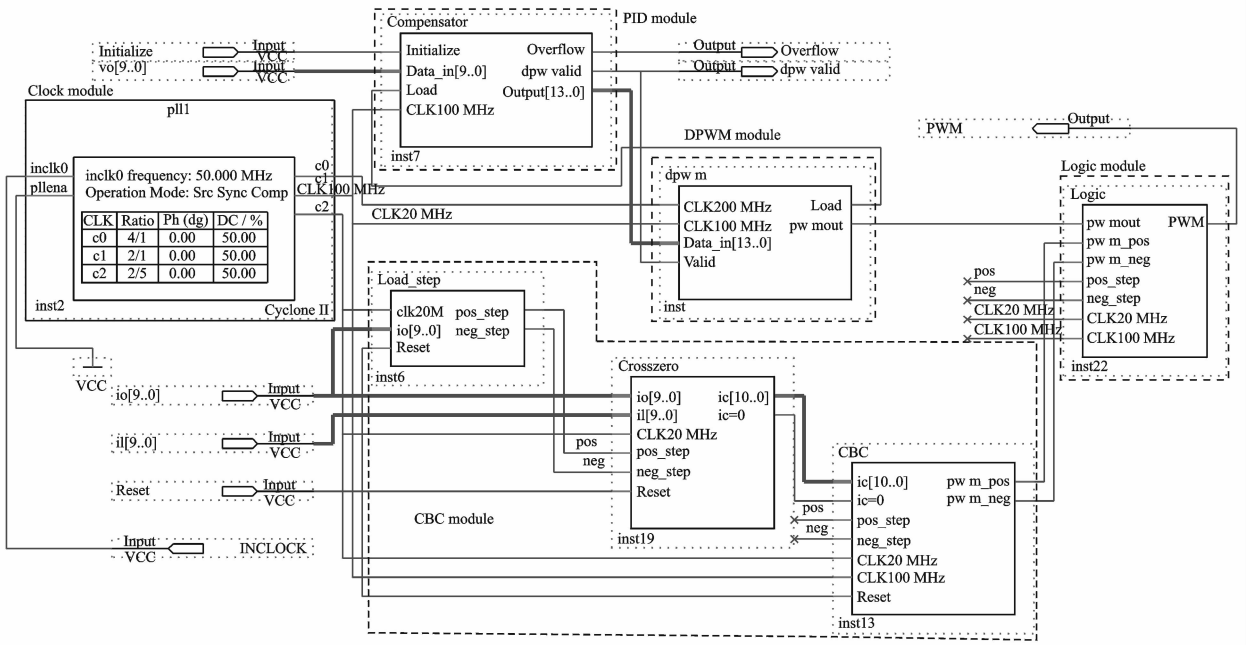 Compensator
PID module
Initialize
Input
VCC
Initialize
Overflow
Output
Overflow
vo[9..0]
Input
VCC
Data_in[9..0]
dpw valid
Output
dpw valid
Load
Output[13..0]
CLK100 MHz
inst7
Clock module
pll1
inclk0
pllena
inclk0 frequency: 50.000 MHz
Operation Mode: Src Sync Comp
CLK Ratio Ph (dg) DC / %
c0 4/1 0.00 50.00
c1 2/1 0.00 50.00
c2 2/5 0.00 50.00
c0
c1
CLK100 MHz
c2
CLK20 MHz
inst2
Cyclone II
VCC
DPWM module
dpw m
CLK200 MHz
Load
CLK100 MHz
pw mout
Data_in[13..0]
Valid
inst
PWM
Output
Logic module
Logic
pw mout
PWM
pw m_pos
pw m_neg
pos
pos_step
neg
neg_step
CLK20 MHz
CLK20 MHz
CLK100 MHz
CLK100 MHz
inst22
Load_step
clk20M
pos_step
io[9..0]
neg_step
Reset
inst6
io[9..0]
Input
VCC
il[9..0]
Input
VCC
Reset
Input
VCC
Input
VCC
INCLOCK
Crosszero
io[9..0]
ic[10..0]
il[9..0]
ic=0
CLK20 MHz
pos
pos_step
neg
neg_step
Reset
inst19
CBC module
CBC
ic[10..0]
pw m_pos
ic=0
pw m_neg
pos
pos_step
neg
neg_step
CLK20 MHz
CLK100 MHz
Reset
inst13